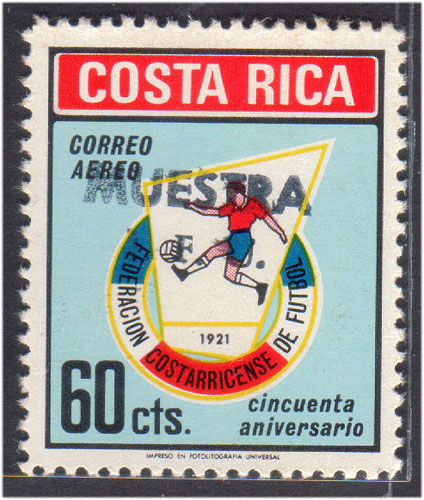 COSTA RICA
CORREO
AEREO
MUESTRA
FEDERACION COSTARRICENSE DE FUTBOL
1921
60 cts.
cincuenta
aniversario
IMPRESO EN FOTOLITOGRAFIA UNIVERSAL